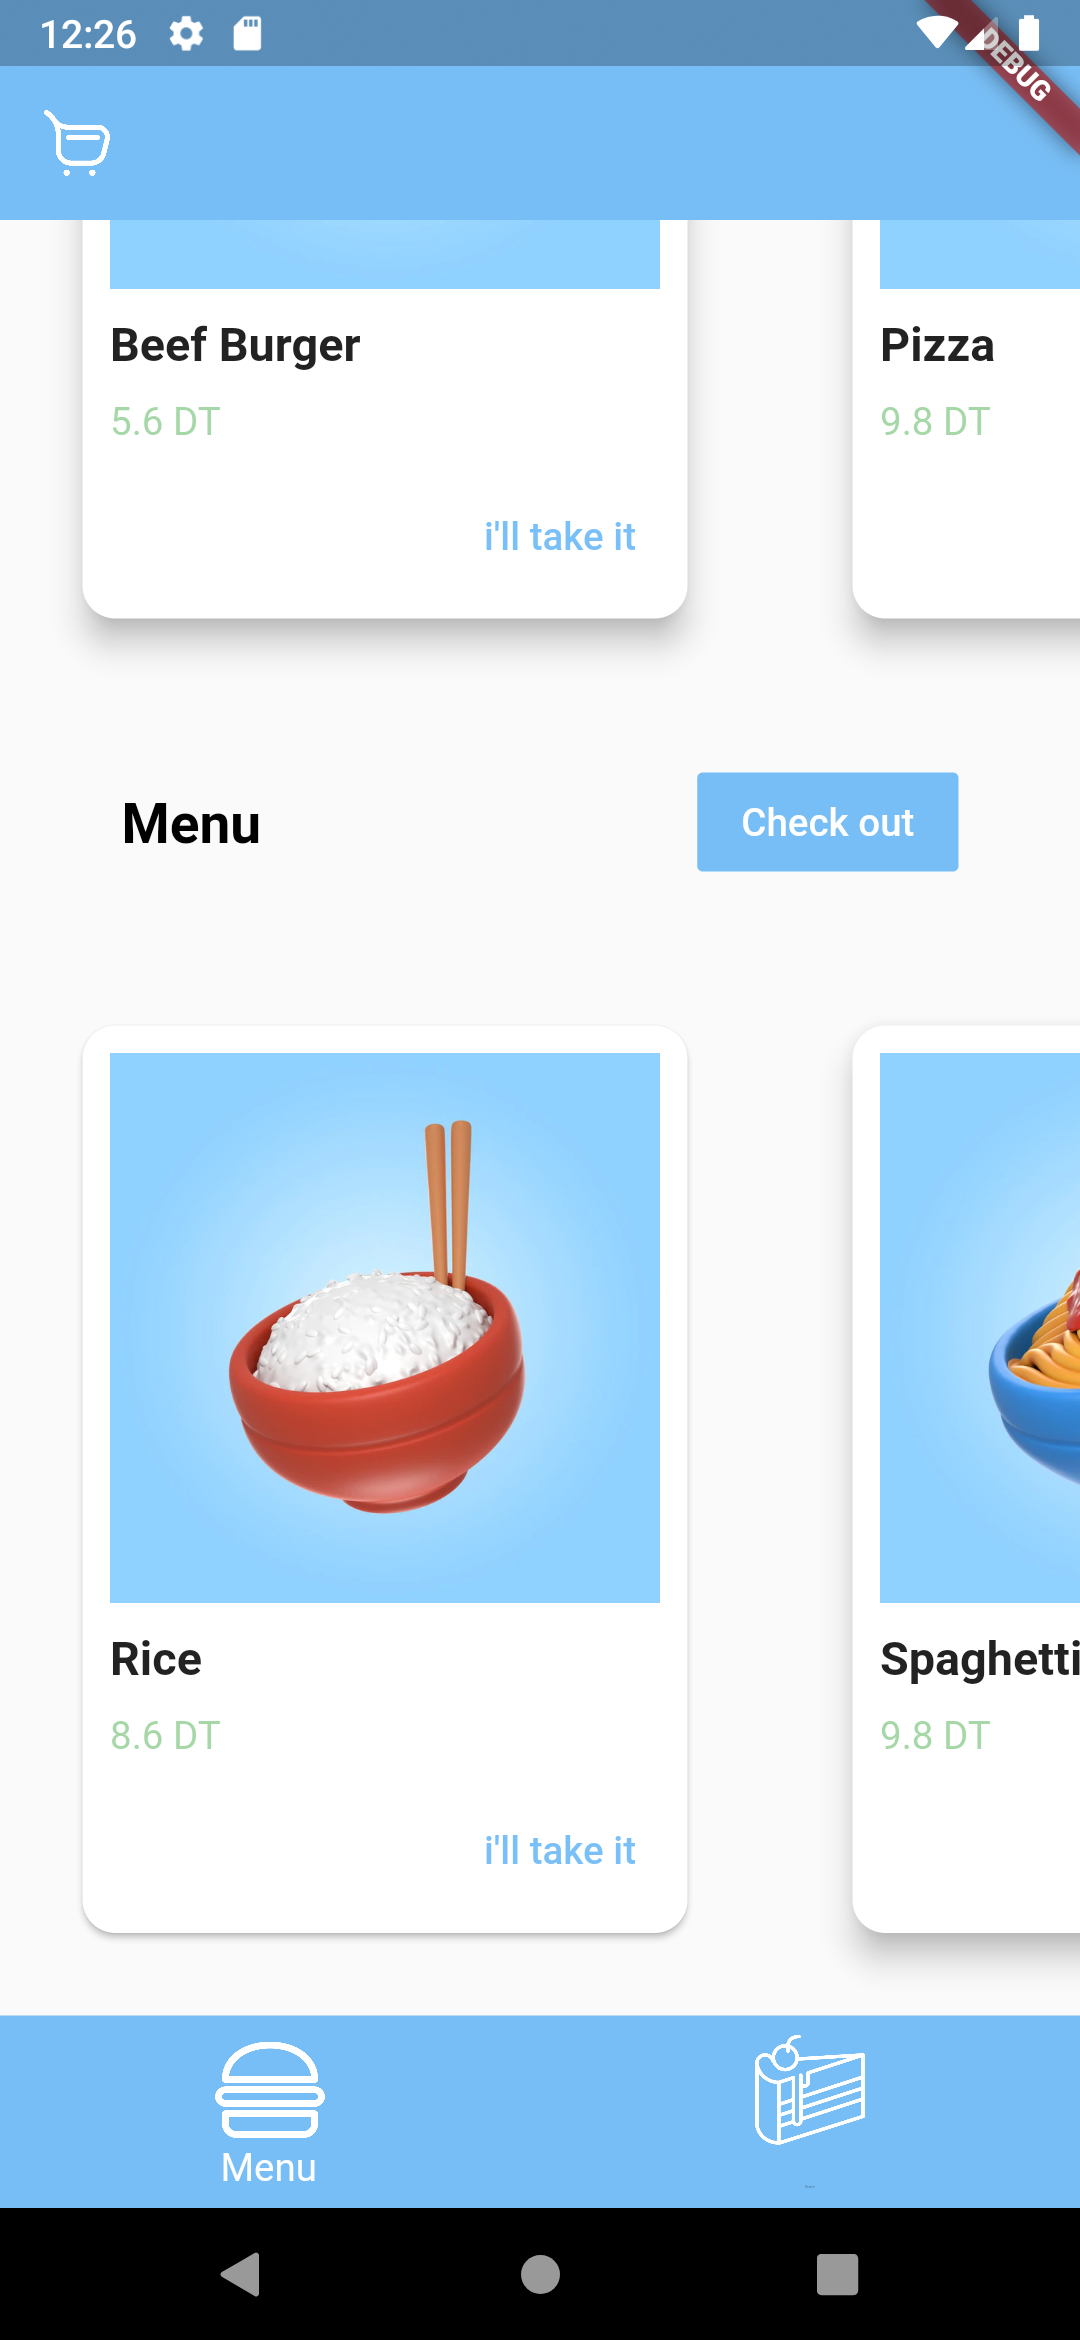 12:26
DEBUG
Beef Burger
Pizza
5.6 DT
9.8 DT
i'll take it
Menu
Check out
Rice
Spaghetti
8.6 DT
9.8 DT
i'll take it
Menu